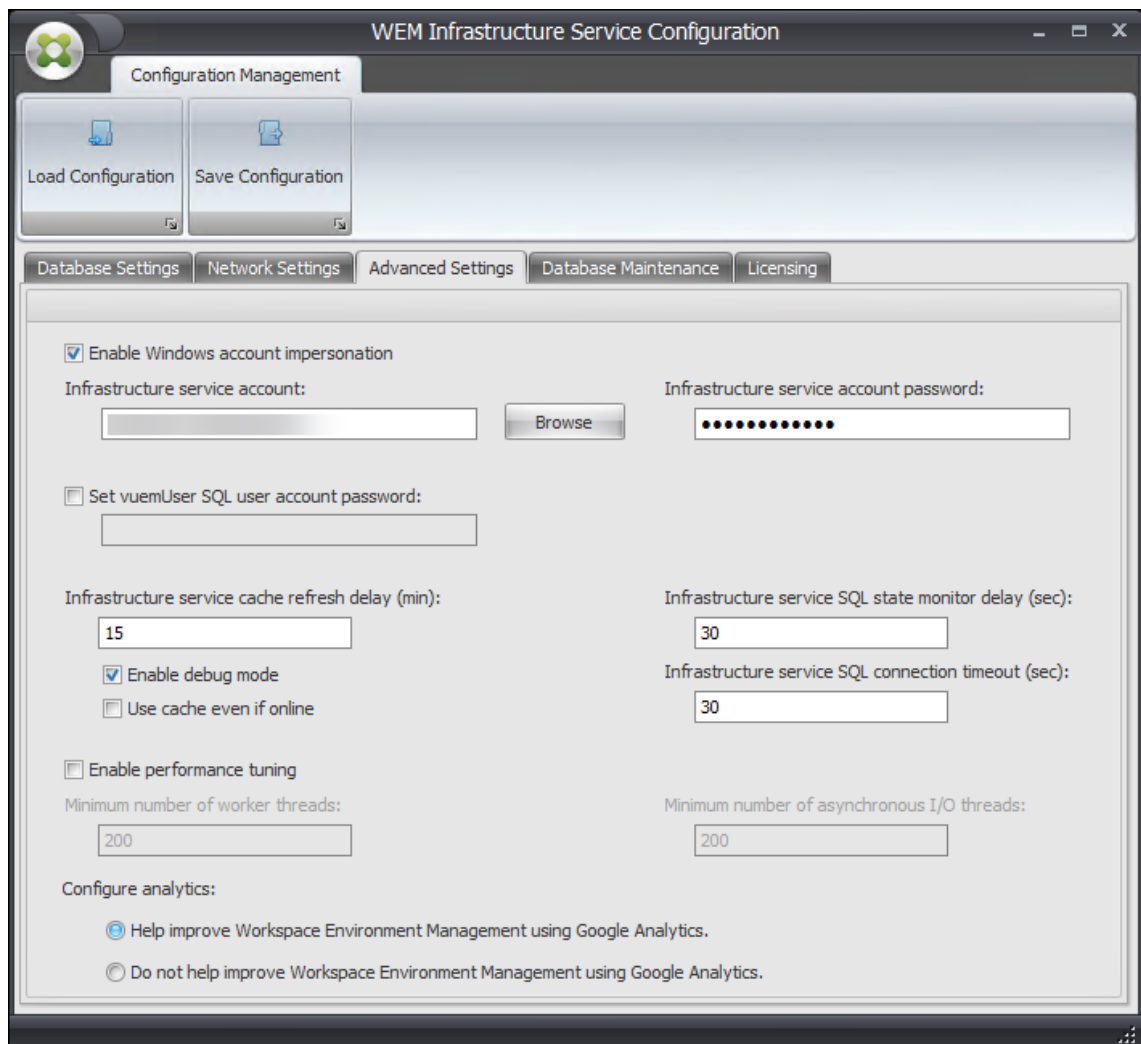 WEM Infrastructure Service Configuration
Configuration Management
Load Configuration
Save Configuration
Database Settings
Network Settings
Advanced Settings
Database Maintenance
Licensing
Enable Windows account impersonation
Infrastructure service account:
Infrastructure service account password:
Browse
●●●●●●●●●●●●
Set vuemUser SQL user account password:
Infrastructure service cache refresh delay (min):
Infrastructure service SQL state monitor delay (sec):
15
30
Enable debug mode
Infrastructure service SQL connection timeout (sec):
Use cache even if online
30
Enable performance tuning
Minimum number of worker threads:
Minimum number of asynchronous I/O threads:
200
200
Configure analytics:
Help improve Workspace Environment Management using Google Analytics.
Do not help improve Workspace Environment Management using Google Analytics.